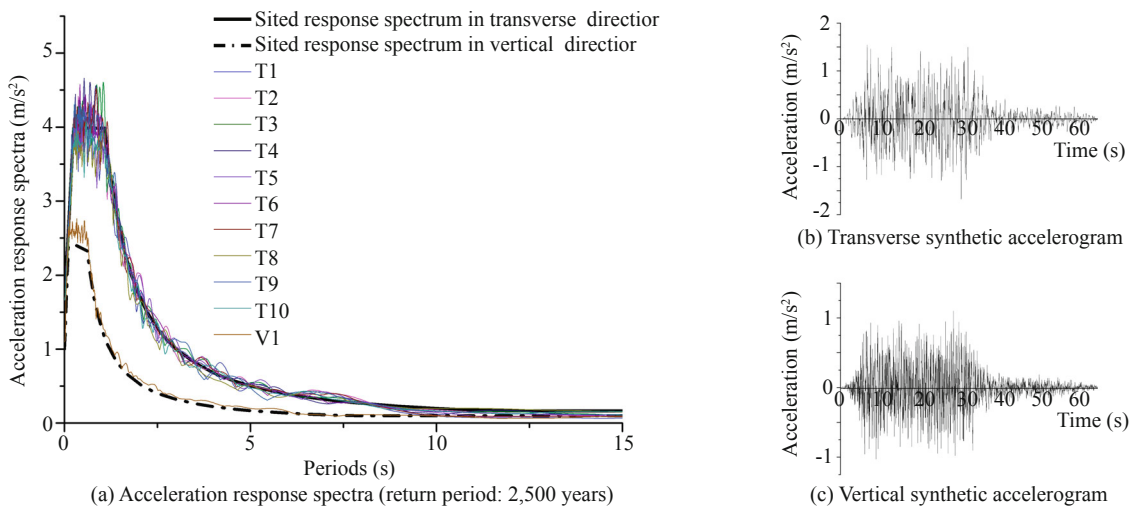 Sited response spectrum in transverse directior
Sited response spectrum in vertical directior
T1
T2
T3
T4
T5
T6
T7
T8
T9
T10
V1
Acceleration response spectra (m/s²)
5
4
3
2
1
0
0
5
10
15
Periods (s)
(a) Acceleration response spectra (return period: 2,500 years)
Acceleration (m/s²)
2
1
0
-1
-2
0
10
20
30
40
50
60
Time (s)
(b) Transverse synthetic accelerogram
Acceleration (m/s²)
1
0
-1
0
10
20
30
40
50
60
Time (s)
(c) Vertical synthetic accelerogram